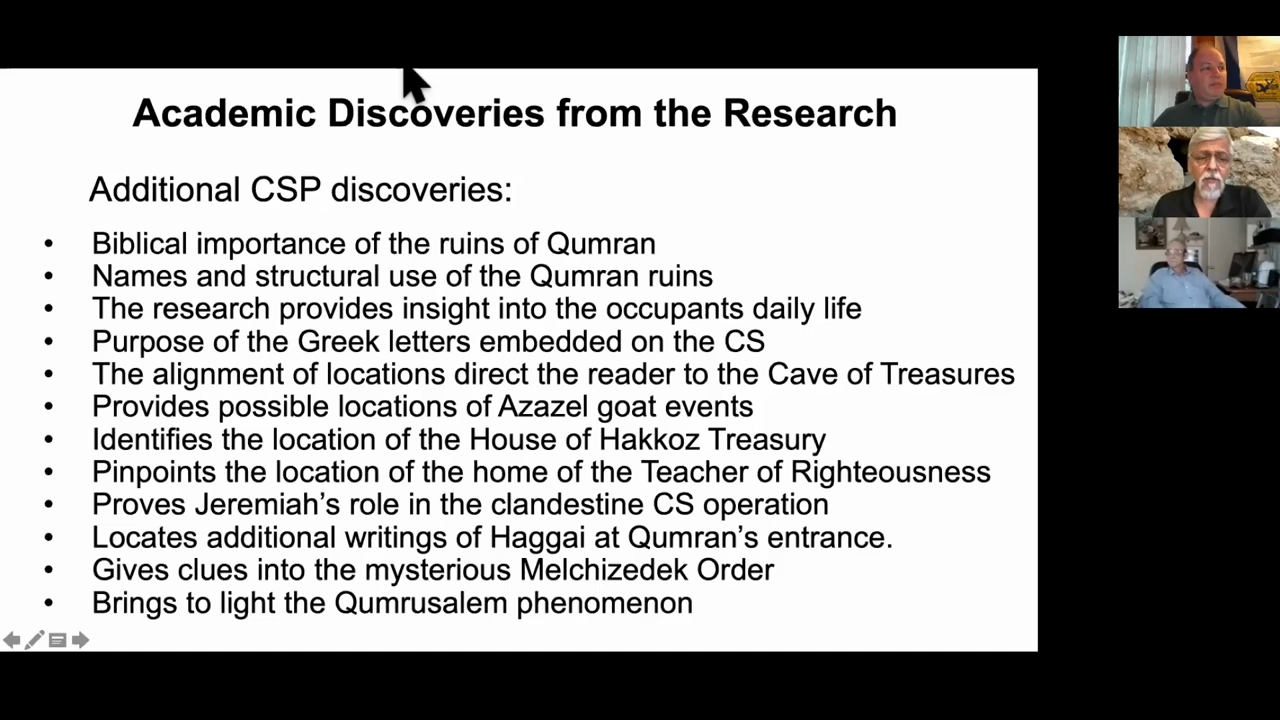 Academic Discoveries from the Research
Additional CSP discoveries:
• Biblical importance of the ruins of Qumran
• Names and structural use of the Qumran ruins
• The research provides insight into the occupants daily life
• Purpose of the Greek letters embedded on the CS
• The alignment of locations direct the reader to the Cave of Treasures
• Provides possible locations of Azazel goat events
• Identifies the location of the House of Hakkoz Treasury
• Pinpoints the location of the home of the Teacher of Righteousness
• Proves Jeremiah’s role in the clandestine CS operation
• Locates additional writings of Haggai at Qumran’s entrance.
• Gives clues into the mysterious Melchizedek Order
• Brings to light the Qumrusalem phenomenon